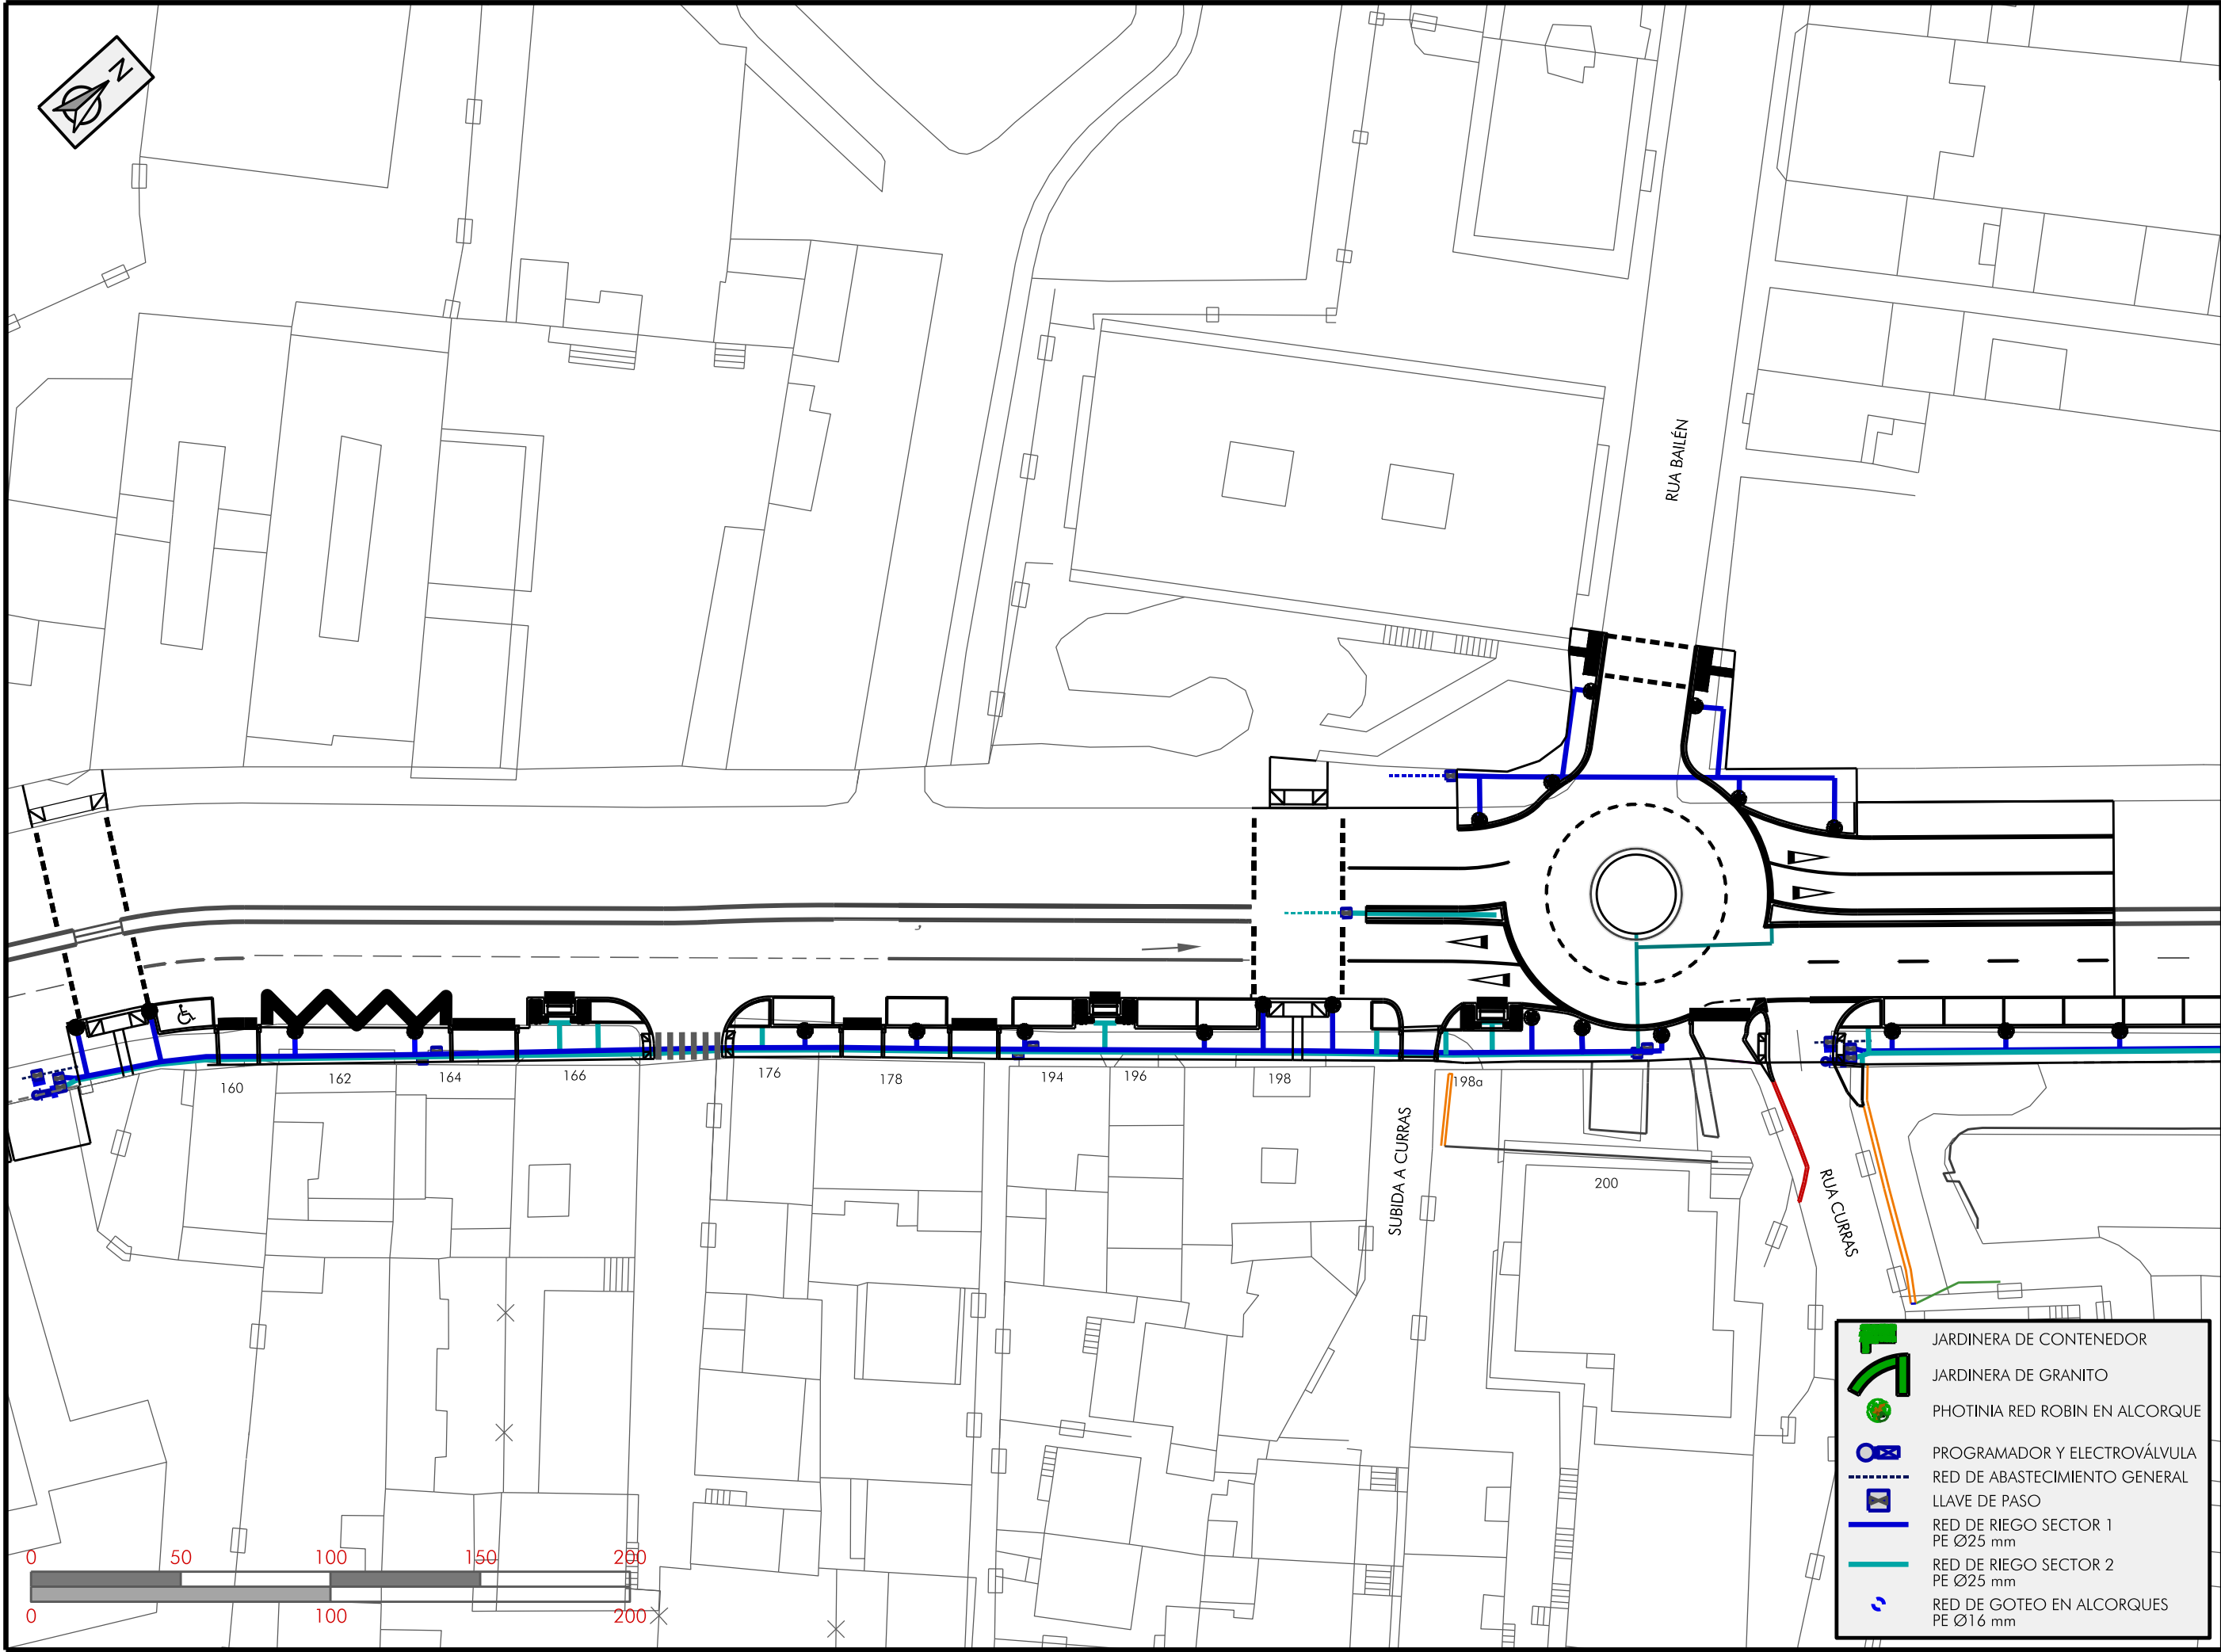 N
RUA BAILÉN
160
162
164
166
176
178
194
196
198
198a
200
SUBIDA A CURRAS
RUA CURRAS
JARDINERA DE CONTENEDOR
JARDINERA DE GRANITO
PHOTINIA RED ROBIN EN ALCORQUE
PROGRAMADOR Y ELECTROVÁLVULA
RED DE ABASTECIMIENTO GENERAL
LLAVE DE PASO
RED DE RIEGO SECTOR 1
PE Ø25 mm
RED DE RIEGO SECTOR 2
PE Ø25 mm
RED DE GOTEO EN ALCORQUES
PE Ø16 mm
0 50 100 150 200
0 100 200